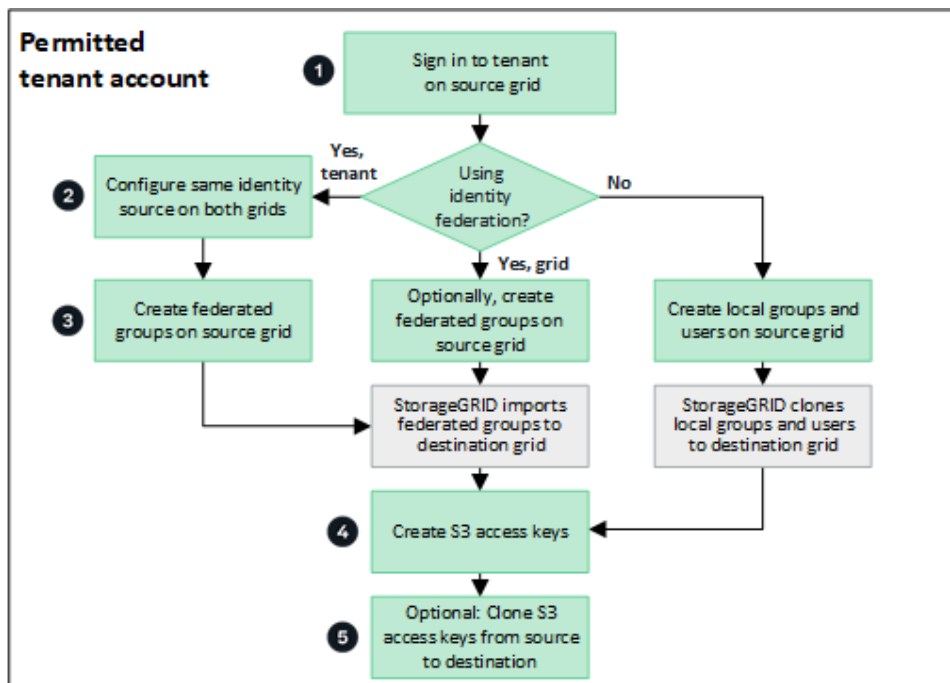 Permitted
tenant account
1
Sign in to tenant
on source grid
Using
identity
federation?
Yes,
tenant
No
Yes, grid
2
Configure same identity
source on both grids
3
Create federated
groups on source grid
Optionally, create
federated groups on
source grid
Create local groups and
users on source grid
StorageGRID imports
federated groups to
destination grid
StorageGRID clones
local groups and users
to destination grid
4
Create S3 access keys
5
Optional: Clone S3
access keys from source
to destination